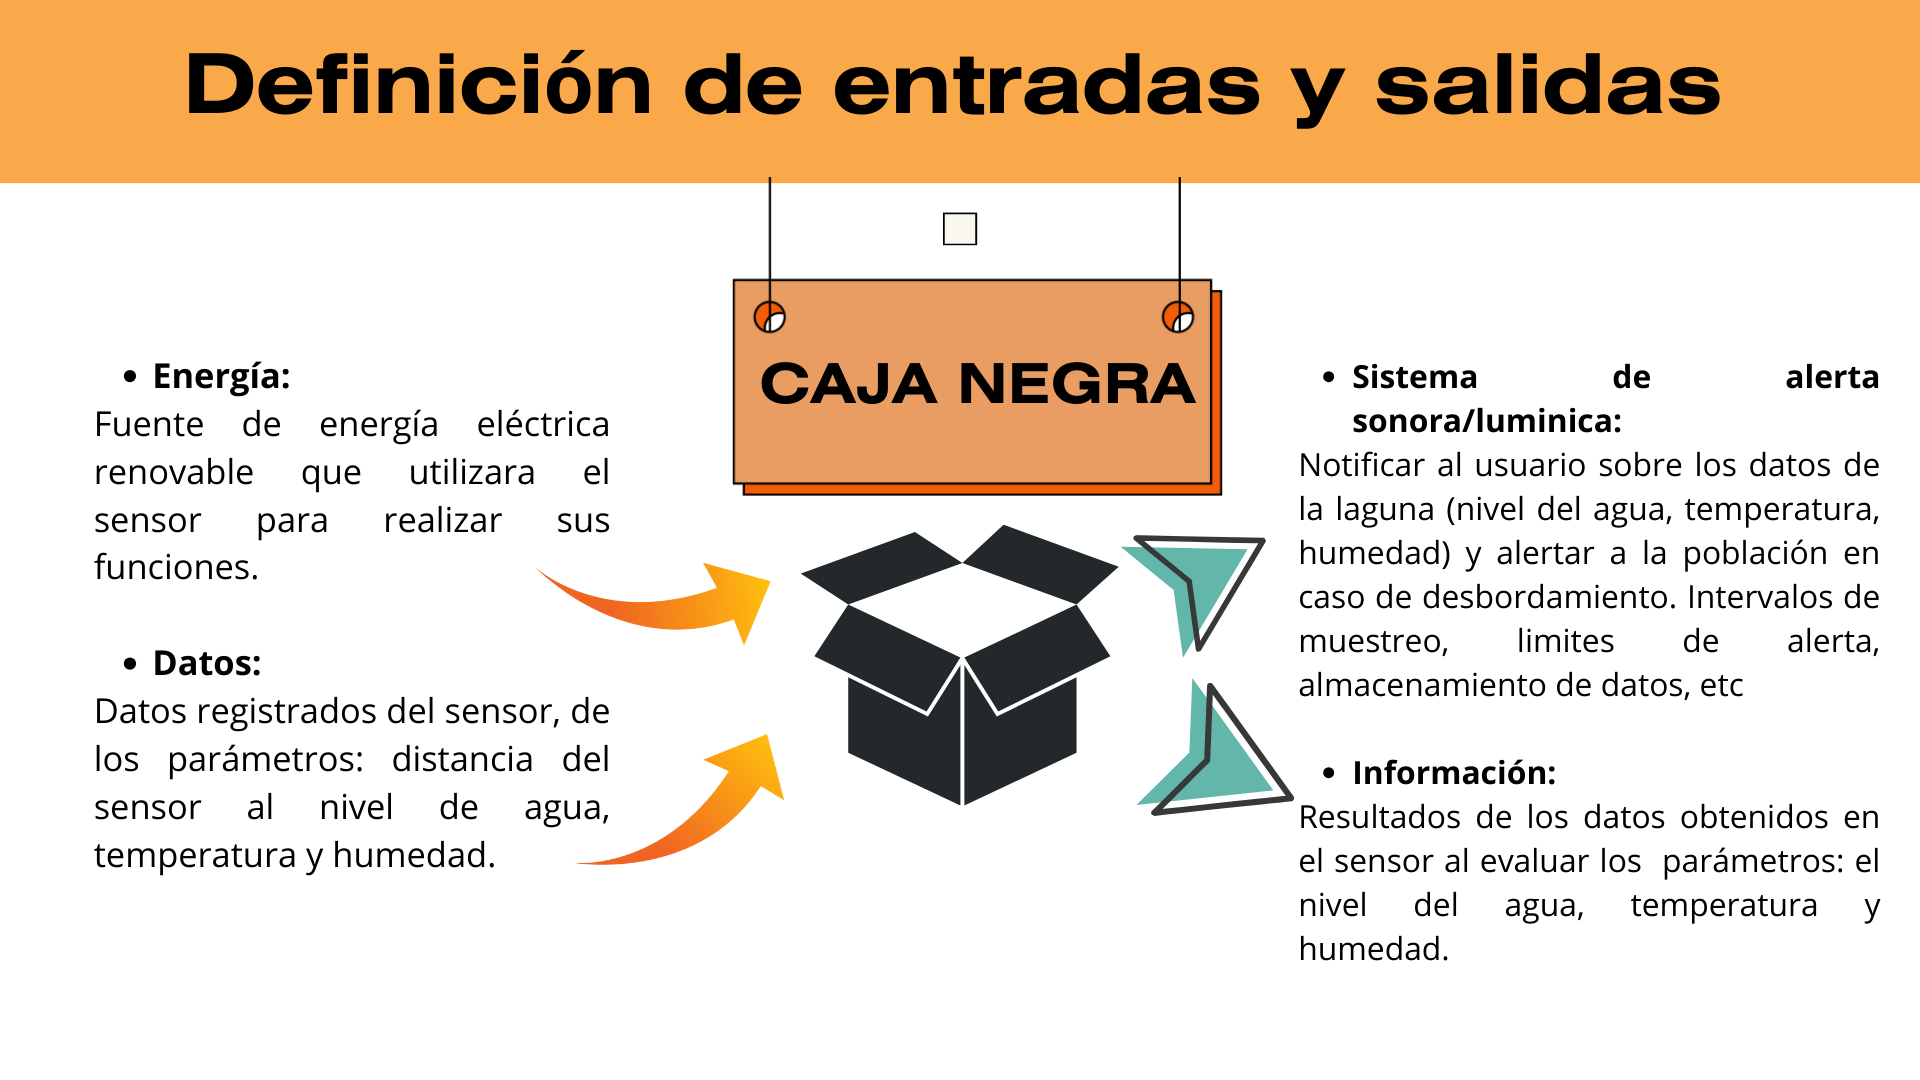 Definición de entradas y salidas
CAJA NEGRA
• Energía:
Fuente de energía eléctrica
renovable que utilizara el
sensor para realizar sus
funciones.
• Datos:
Datos registrados del sensor, de
los parámetros: distancia del
sensor al nivel de agua,
temperatura y humedad.
• Sistema de alerta
sonora/luminica:
Notificar al usuario sobre los datos de
la laguna (nivel del agua, temperatura,
humedad) y alertar a la población en
caso de desbordamiento. Intervalos de
muestreo, limites de alerta,
almacenamiento de datos, etc
• Información:
Resultados de los datos obtenidos en
el sensor al evaluar los  parámetros: el
nivel del agua, temperatura y
humedad.